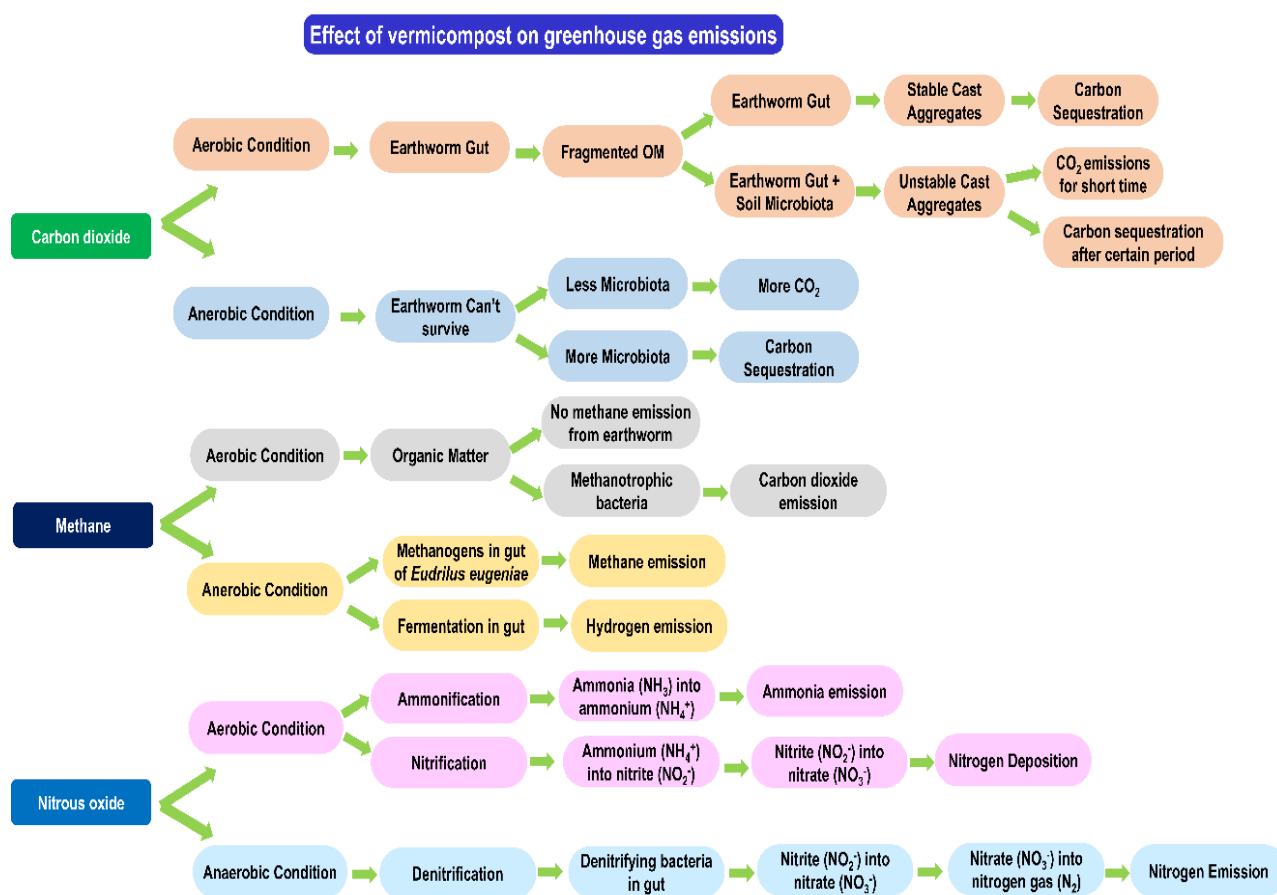 Effect of vermicompost on greenhouse gas emissions
Carbon dioxide
Aerobic Condition
Earthworm Gut
Fragmented OM
Earthworm Gut
Stable Cast
Aggregates
Carbon
Sequestration
Earthworm Gut +
Soil Microbiota
Unstable Cast
Aggregates
CO₂ emissions
for short time
Carbon sequestration
after certain period
Anerobic Condition
Earthworm Can't
survive
Less Microbiota
More CO₂
More Microbiota
Carbon
Sequestration
Methane
Aerobic Condition
Organic Matter
No methane emission
from earthworm
Methanotrophic
bacteria
Carbon dioxide
emission
Anerobic Condition
Methanogens in gut
of Eudrilus eugeniae
Methane emission
Fermentation in gut
Hydrogen emission
Nitrous oxide
Aerobic Condition
Ammonification
Ammonia (NH₃) into
ammonium (NH₄⁺)
Ammonia emission
Nitrification
Ammonium (NH₄⁺)
into nitrite (NO₂⁻)
Nitrite (NO₂⁻) into
nitrate (NO₃⁻)
Nitrogen Deposition
Anaerobic Condition
Denitrification
Denitrifying bacteria
in gut
Nitrite (NO₂⁻) into
nitrate (NO₃⁻)
Nitrate (NO₃⁻) into
nitrogen gas (N₂)
Nitrogen Emission